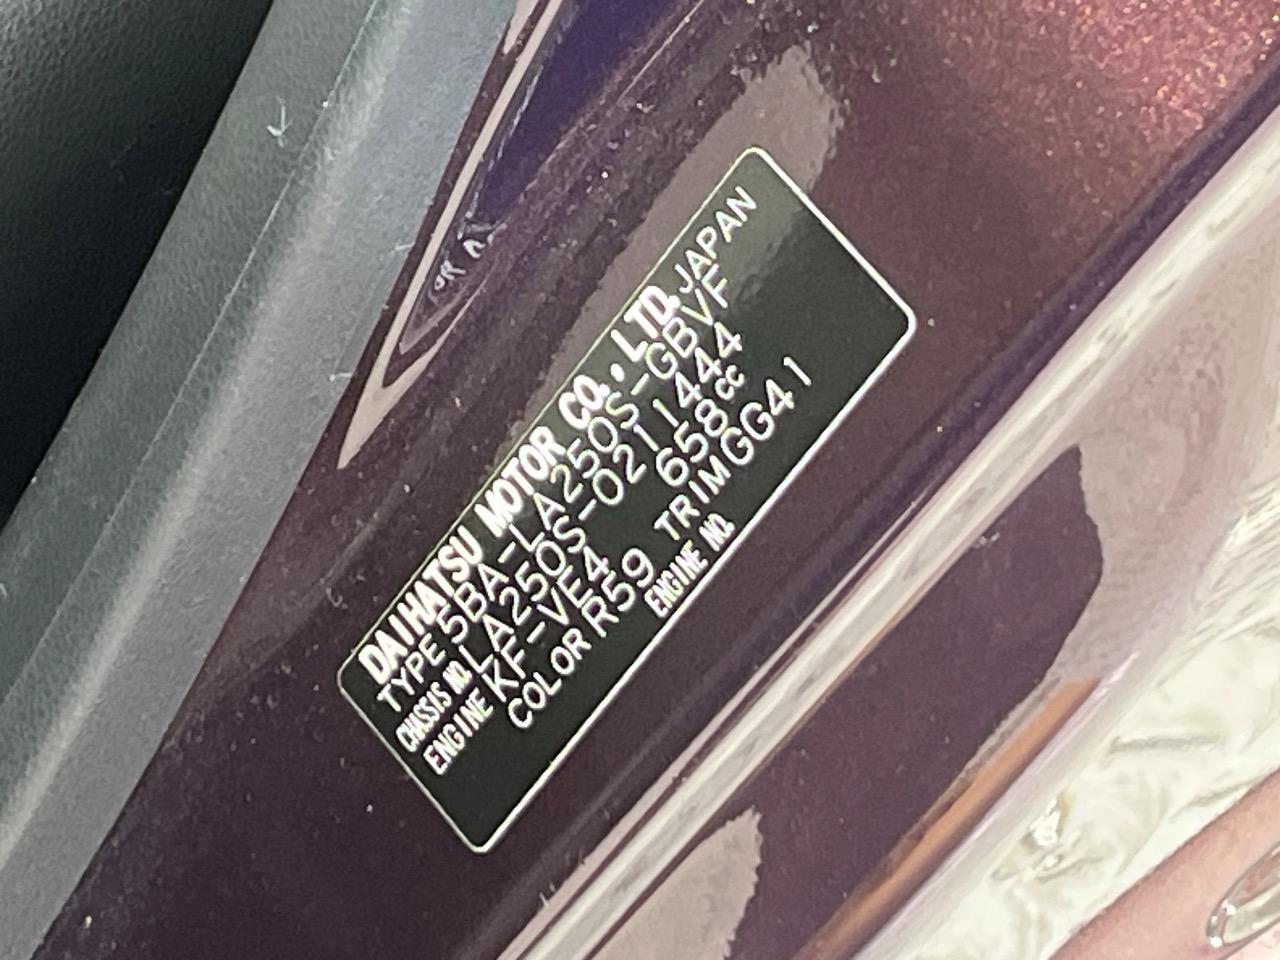 DAIHATSU MOTOR CO., LTD. JAPAN
TYPE 5BA-LA250S-GBVF
CHASSIS NO. LA250S-0211444
ENGINE KF-VE4 658cc
COLOR R59 TRIM GG41
ENGINE NO.